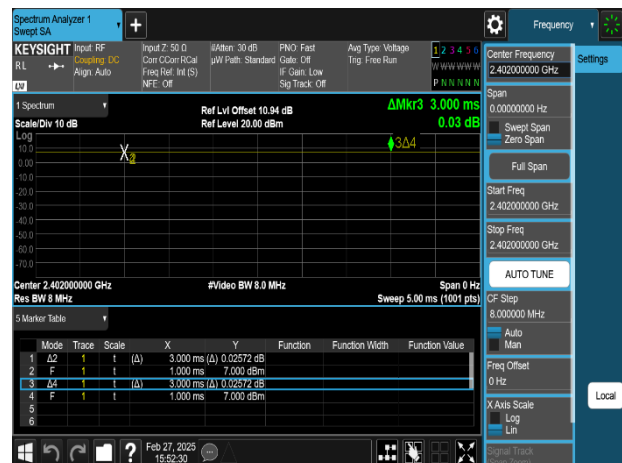 Spectrum Analyzer 1
Swept SA
Frequency
KEYSIGHT
RL
Input: RF
Coupling: DC
Align: Auto
Input Z: 50 Ω
Corr CCorr RCal
Freq Ref: Int (S)
NFE: Off
#Atten: 30 dB
µW Path: Standard
PNO: Fast
Gate: Off
IF Gain: Low
Sig Track: Off
Avg Type: Voltage
Trig: Free Run
1 2 3 4 5 6
W W W W W W
P N N N N N
1 Spectrum
Scale/Div 10 dB
Log
Ref Lvl Offset 10.94 dB
Ref Level 20.00 dBm
ΔMkr3 3.000 ms
0.03 dB
10.0
0.00
-10.0
-20.0
-30.0
-40.0
-50.0
-60.0
-70.0
X
3Δ4
Center 2.402000000 GHz
Res BW 8 MHz
#Video BW 8.0 MHz
Span 0 Hz
Sweep 5.00 ms (1001 pts)
5 Marker Table
Mode Trace Scale X Y Function Function Width Function Value
1 Δ2 1 t (Δ) 3.000 ms (Δ) 0.02572 dB
2 F 1 t 1.000 ms 7.000 dBm
3 Δ4 1 t (Δ) 3.000 ms (Δ) 0.02572 dB
4 F 1 t 1.000 ms 7.000 dBm
5
6
Feb 27, 2025
15:52:30
Center Frequency
2.402000000 GHz
Span
0.00000000 Hz
Swept Span
Zero Span
Full Span
Start Freq
2.402000000 GHz
Stop Freq
2.402000000 GHz
AUTO TUNE
CF Step
8.000000 MHz
Auto
Man
Freq Offset
0 Hz
X Axis Scale
Log
Lin
Signal Track
(Span Zoom)
Settings
Local